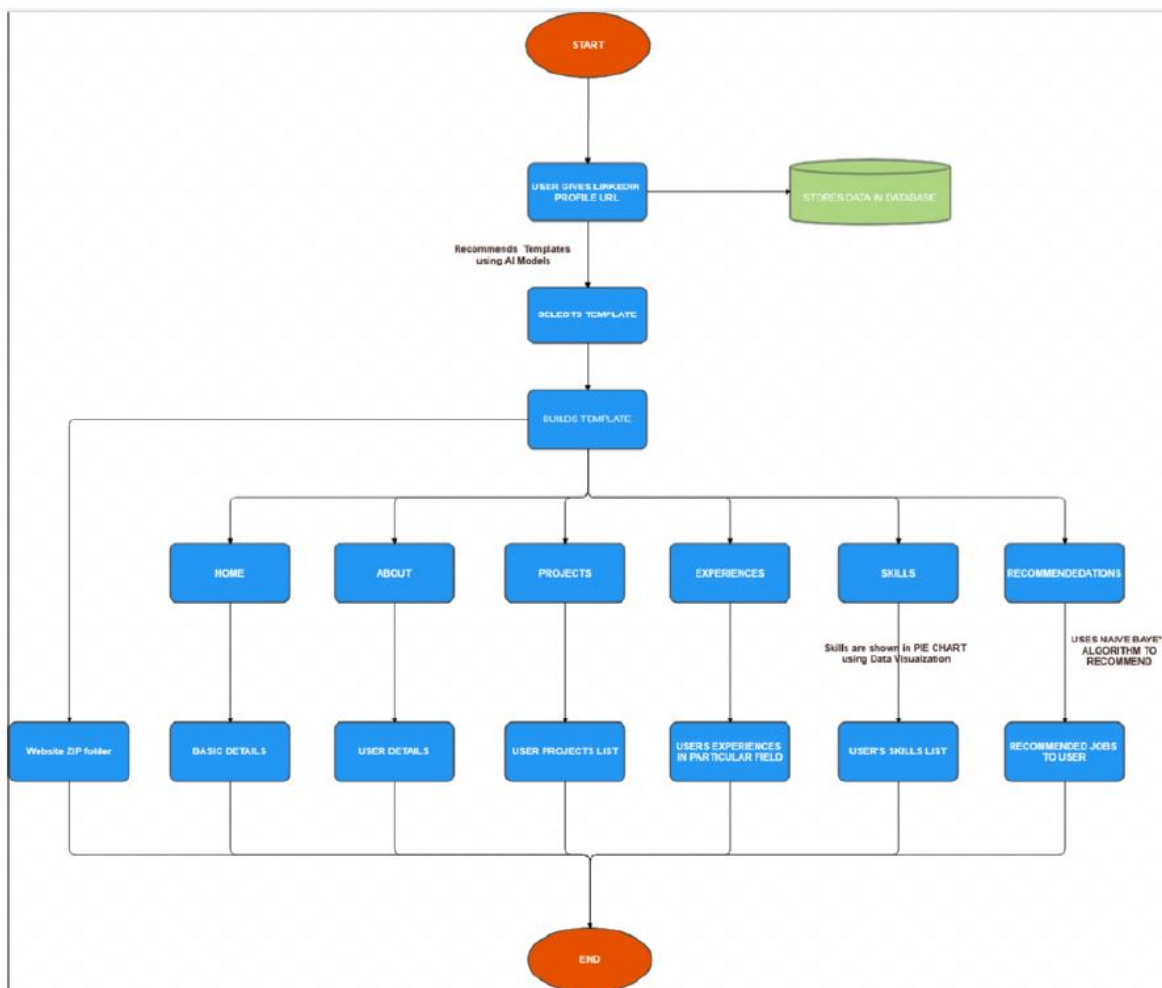 START
USER GIVES LINKEDIN
PROFILE URL
STORES DATA IN DATABASE
Recommends Templates
using AI Models
SELECTS TEMPLATE
BUILDS TEMPLATE
HOME
ABOUT
PROJECTS
EXPERIENCES
SKILLS
RECOMMENDEDATIONS
Skills are shown in PIE CHART
using Data Visualzation
USES NAIVE BAYE'
ALGORITHM TO
RECOMMEND
Website ZIP folder
BASIC DETAILS
USER DETAILS
USER PROJECTS LIST
USERS EXPERIENCES
IN PARTICULAR FIELD
USER'S SKILLS LIST
RECOMMENDED JOBS
TO USER
END